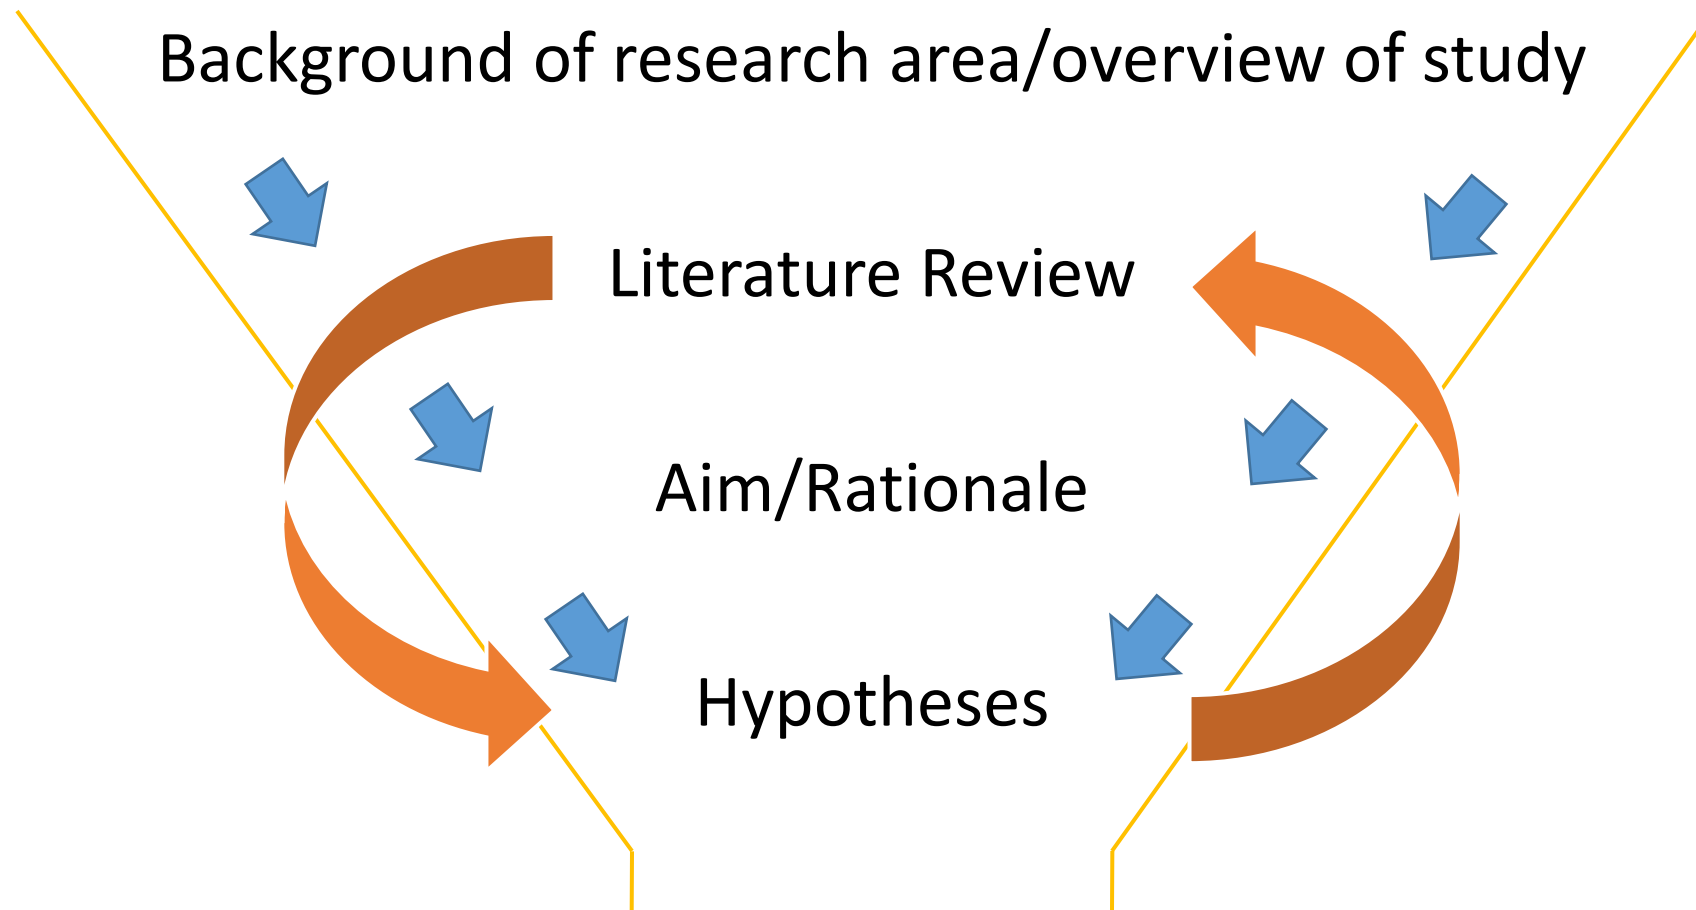 Background of research area/overview of study
Literature Review
Aim/Rationale
Hypotheses